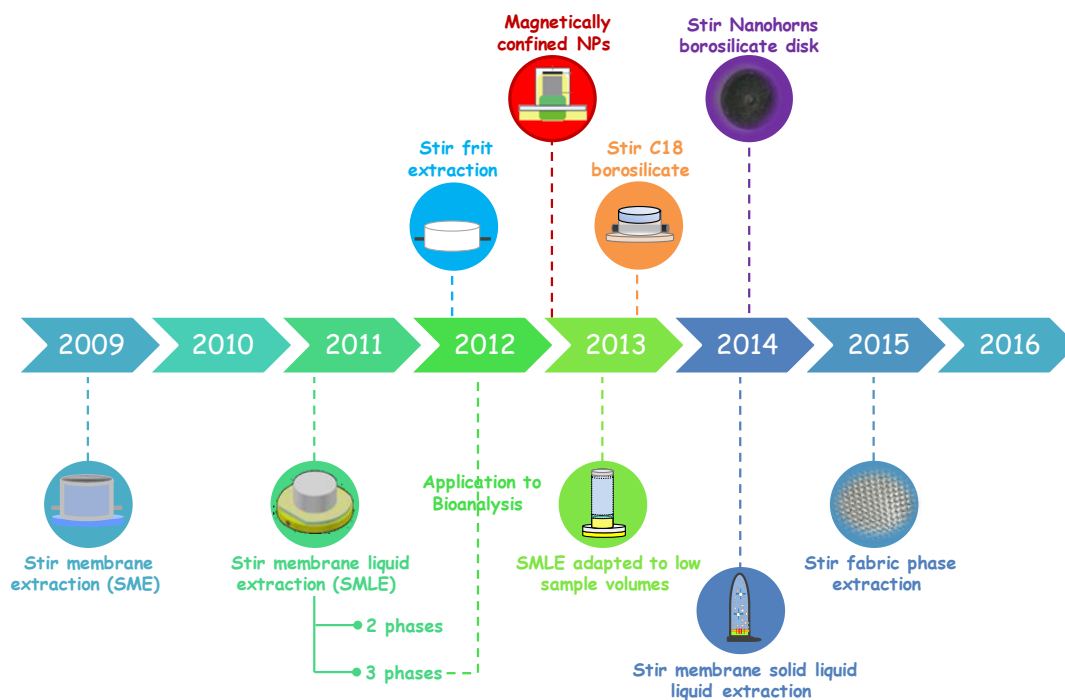 Magnetically
confined NPs
Stir Nanohorns
borosilicate disk
Stir frit
extraction
Stir C18
borosilicate
2009
2010
2011
2012
2013
2014
2015
2016
Application to
Bioanalysis
Stir membrane
extraction (SME)
Stir membrane liquid
extraction (SMLE)
SMLE adapted to low
sample volumes
Stir fabric phase
extraction
2 phases
3 phases
Stir membrane solid liquid
liquid extraction